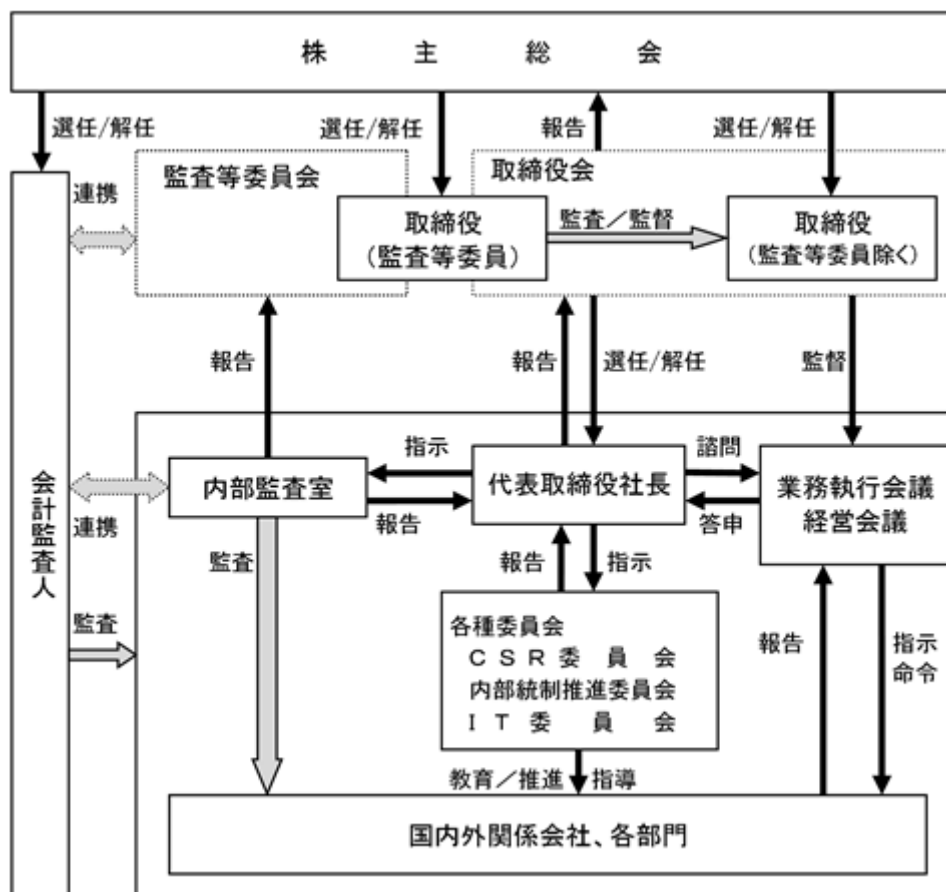 株主総会
選任/解任
選任/解任
報告
選任/解任
監査等委員会
取締役会
連携
取締役
(監査等委員)
監査／監督
取締役
(監査等委員除く)
報告
報告
選任/解任
監督
指示
諮問
内部監査室
代表取締役社長
業務執行会議
経営会議
会計監査人
連携
報告
答申
監査
報告
指示
監査
各種委員会
ＣＳＲ委員会
内部統制推進委員会
ＩＴ委員会
報告
指示
命令
教育／推進
指導
国内外関係会社、各部門